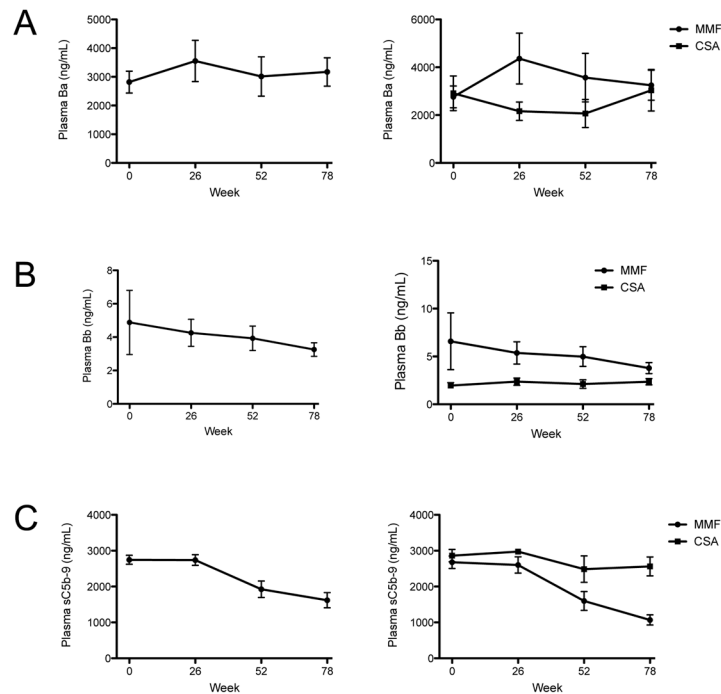 A
Plasma Ba (ng/mL)
5000
4000
3000
2000
1000
0
0 26 52 78
Week
Plasma Ba (ng/mL)
6000
4000
2000
0
0 26 52 78
Week
MMF
CSA
B
Plasma Bb (ng/mL)
8
6
4
2
0
0 26 52 78
Week
Plasma Bb (ng/mL)
15
10
5
0
0 26 52 78
Week
MMF
CSA
C
Plasma sC5b-9 (ng/mL)
4000
3000
2000
1000
0
0 26 52 78
Week
Plasma sC5b-9 (ng/mL)
4000
3000
2000
1000
0
0 26 52 78
Week
MMF
CSA